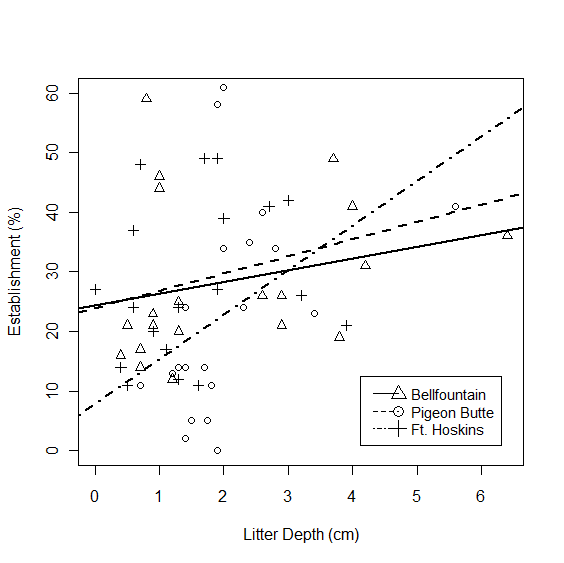 60
50
40
30
20
10
0
Establishment (%)
Bellfountain
Pigeon Butte
Ft. Hoskins
0 1 2 3 4 5 6
Litter Depth (cm)